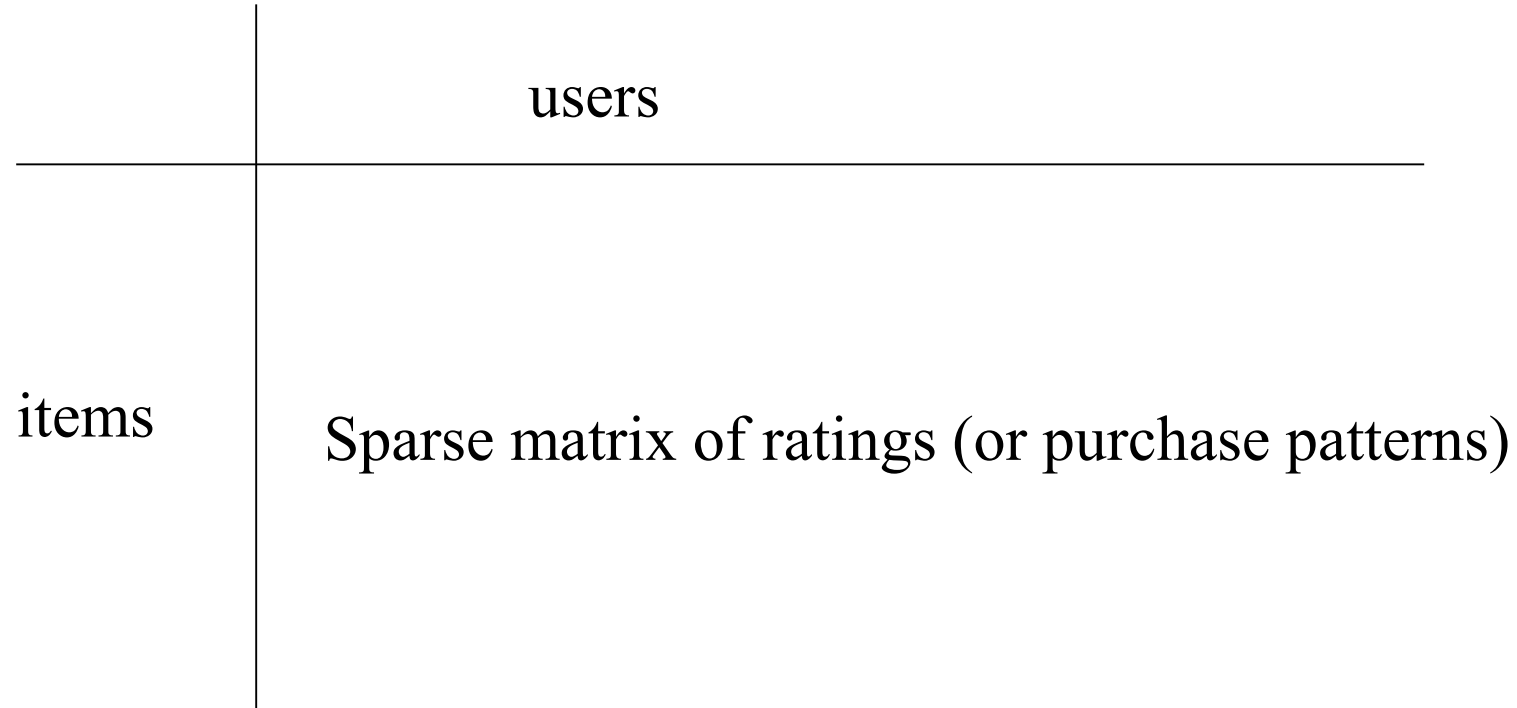 users
items
Sparse matrix of ratings (or purchase patterns)